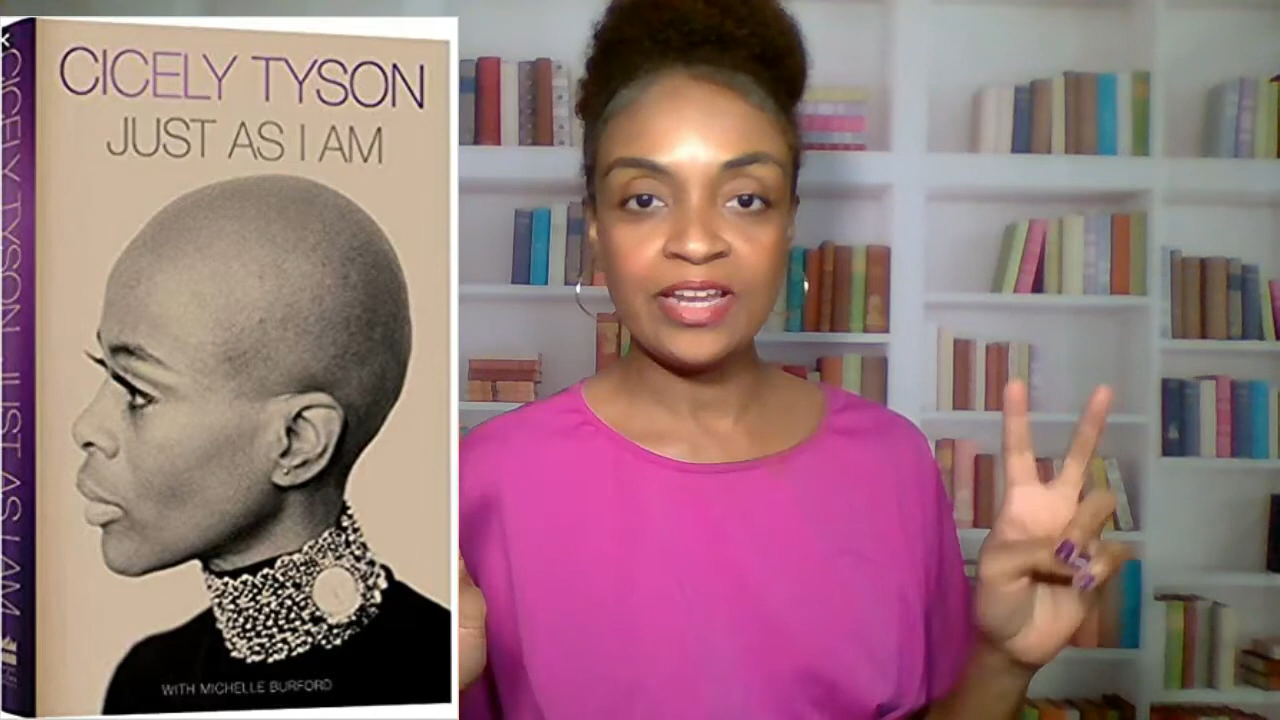 CICELY TYSON
JUST AS I AM
WITH MICHELLE BURFORD
CICELY TYSON JUST AS I AM